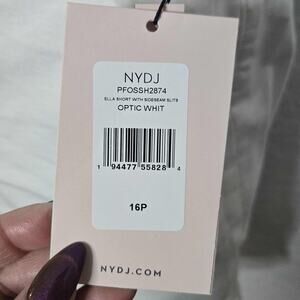 NYDJ
PFOSSH2874
ELLA SHORT WITH SIDESEAM SLITS
OPTIC WHIT
1 94477 55828 4
16P
NYDJ.COM